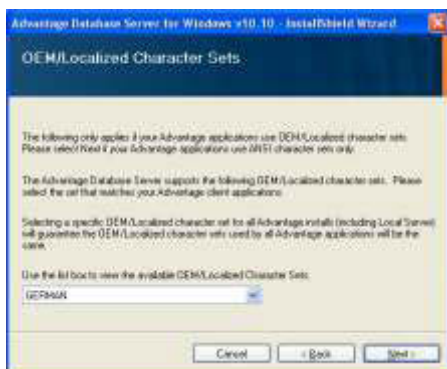 Advantage Database Server for Windows v10.10 - InstallShield Wizard
OEM/Localized Character Sets
The following only applies if your Advantage applications use OEM/Localized character sets.
Please select Next if your Advantage applications use ANSI character sets only.
The Advantage Database Server supports the following OEM/Localized character sets. Please
select the set that matches your Advantage client applications.
Selecting a specific OEM/Localized character set for all Advantage installs (including Local Server)
will guarantee the OEM/Localized character sets used by all Advantage applications will be the
same.
Use the list box to view the available OEM/Localized Character Sets
GERMAN
Cancel
< Back
Next >